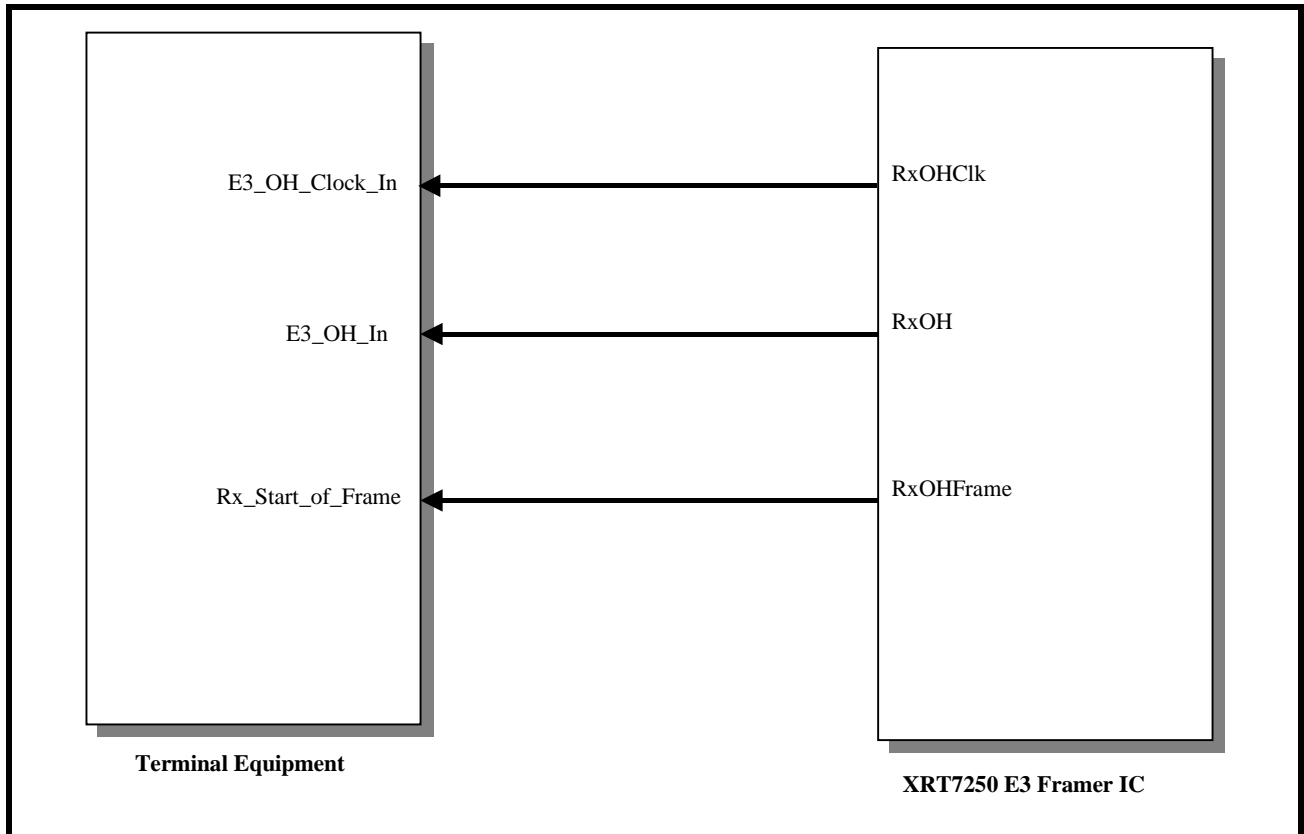 E3_OH_Clock_In
RxOHClk
E3_OH_In
RxOH
Rx_Start_of_Frame
RxOHFrame
Terminal Equipment
XRT7250 E3 Framer IC